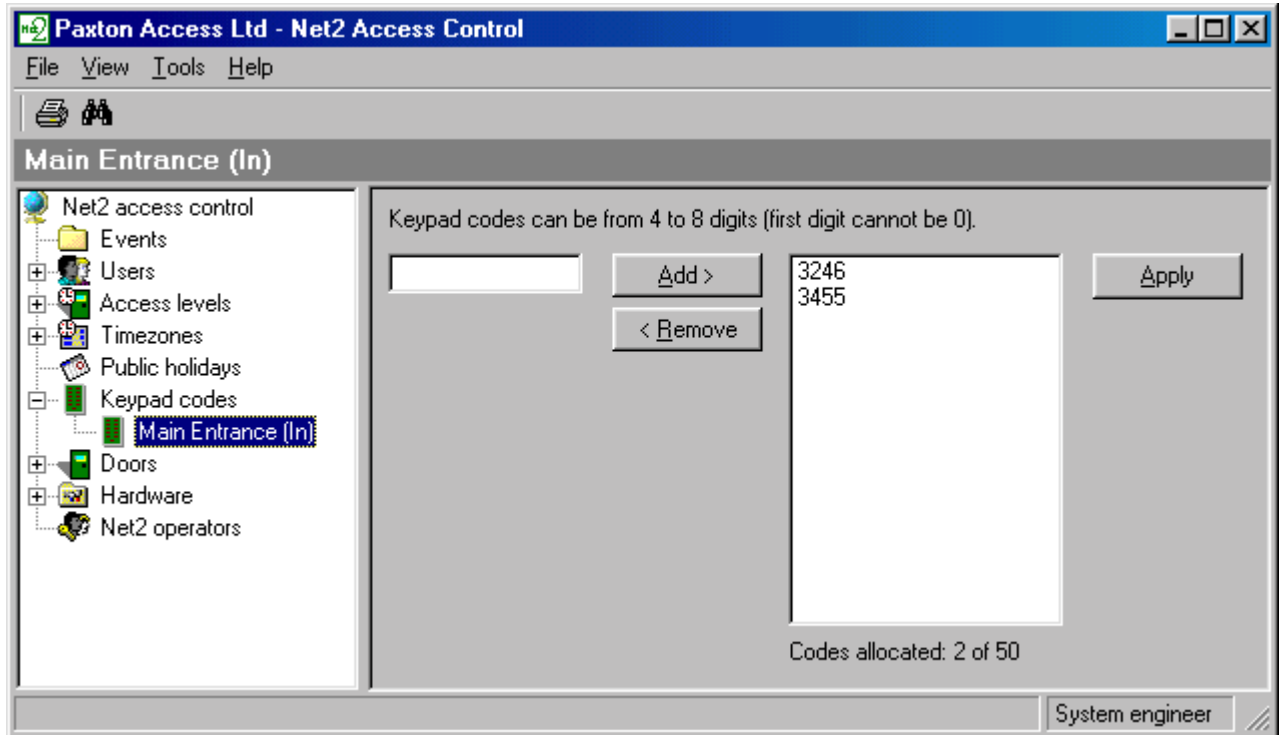 Paxton Access Ltd - Net2 Access Control
File View Tools Help
Main Entrance (In)
Net2 access control
Events
Users
Access levels
Timezones
Public holidays
Keypad codes
Main Entrance (In)
Doors
Hardware
Net2 operators
Keypad codes can be from 4 to 8 digits (first digit cannot be 0).
Add >
< Remove
3246
3455
Apply
Codes allocated: 2 of 50
System engineer